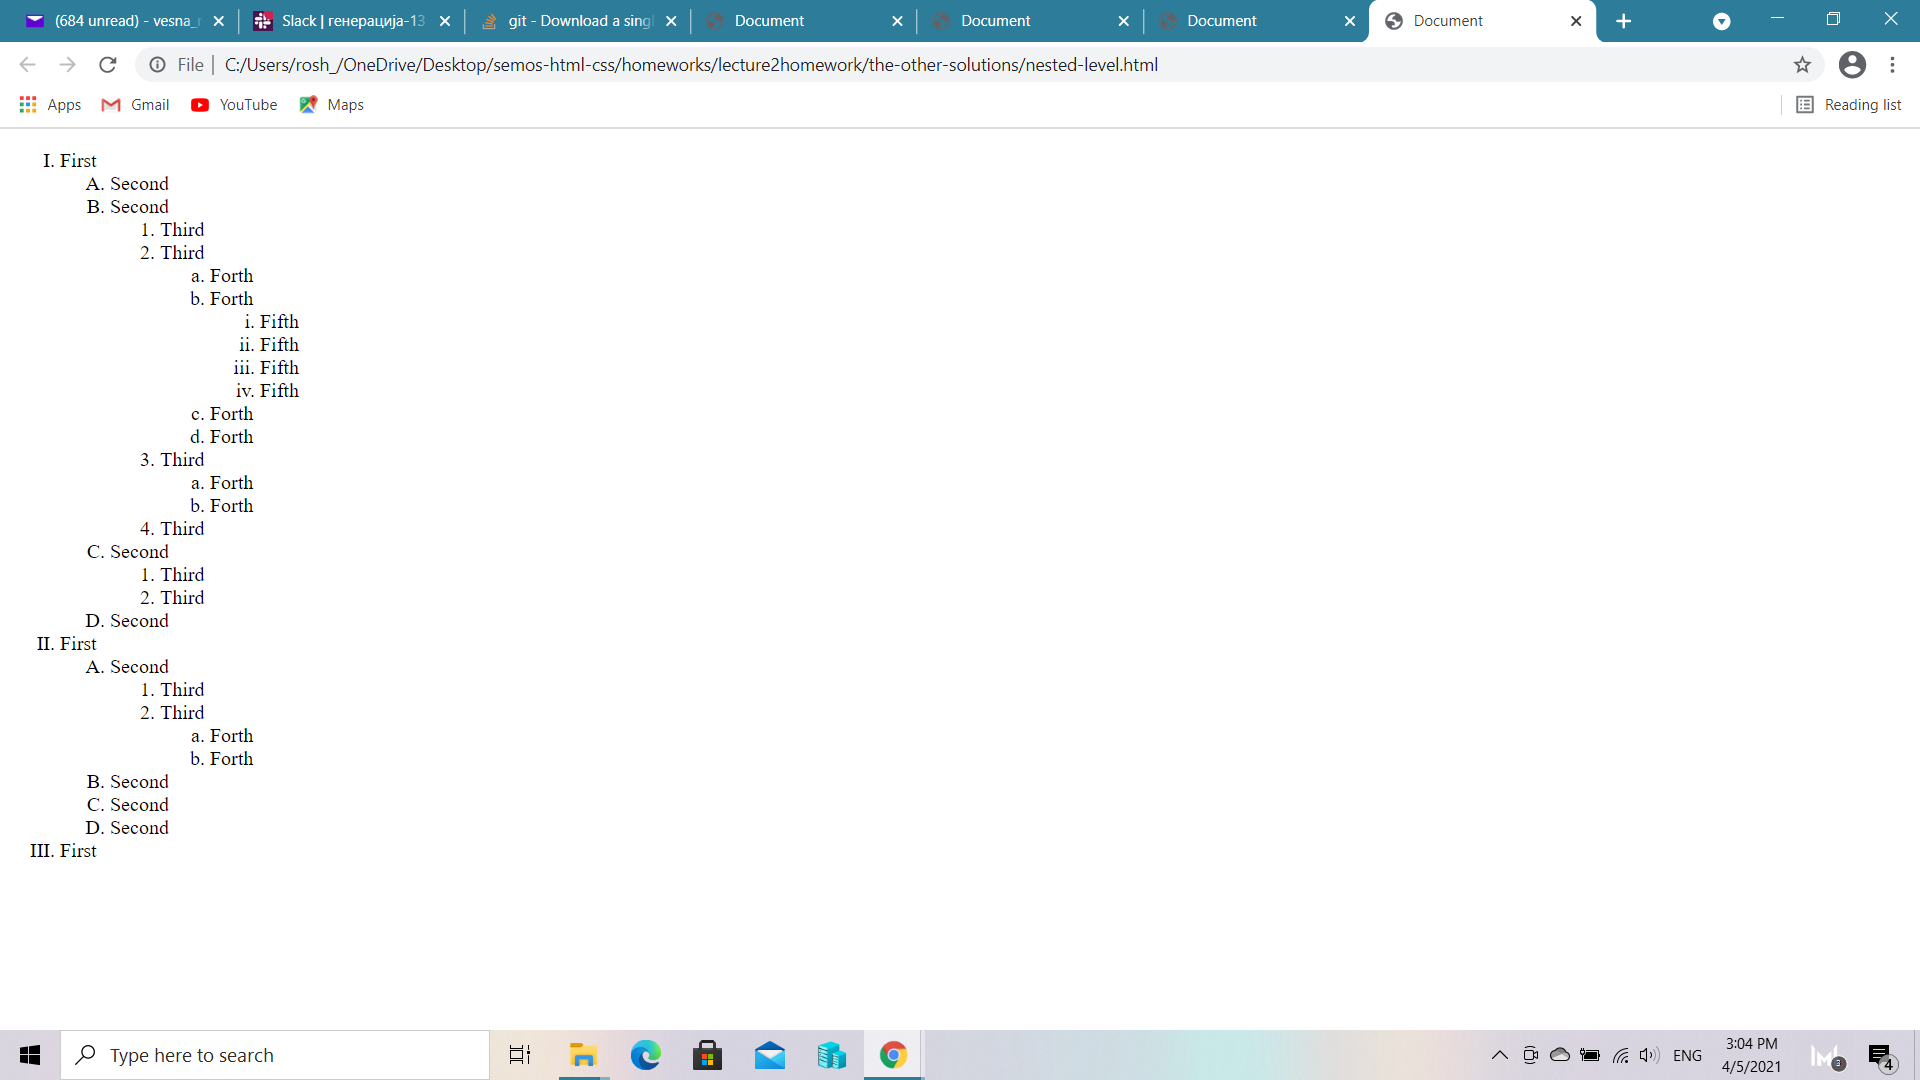 (684 unread) - vesna_ Slack | генерација-13 git - Download a sing Document Document Document Document
File C:/Users/rosh_/OneDrive/Desktop/semos-html-css/homeworks/lecture2homework/the-other-solutions/nested-level.html
Apps Gmail YouTube Maps Reading list
I. First
A. Second
B. Second
1. Third
2. Third
a. Forth
b. Forth
i. Fifth
ii. Fifth
iii. Fifth
iv. Fifth
c. Forth
d. Forth
3. Third
a. Forth
b. Forth
4. Third
C. Second
1. Third
2. Third
D. Second
II. First
A. Second
1. Third
2. Third
a. Forth
b. Forth
B. Second
C. Second
D. Second
III. First
Type here to search ENG 3:04 PM 3 4
4/5/2021